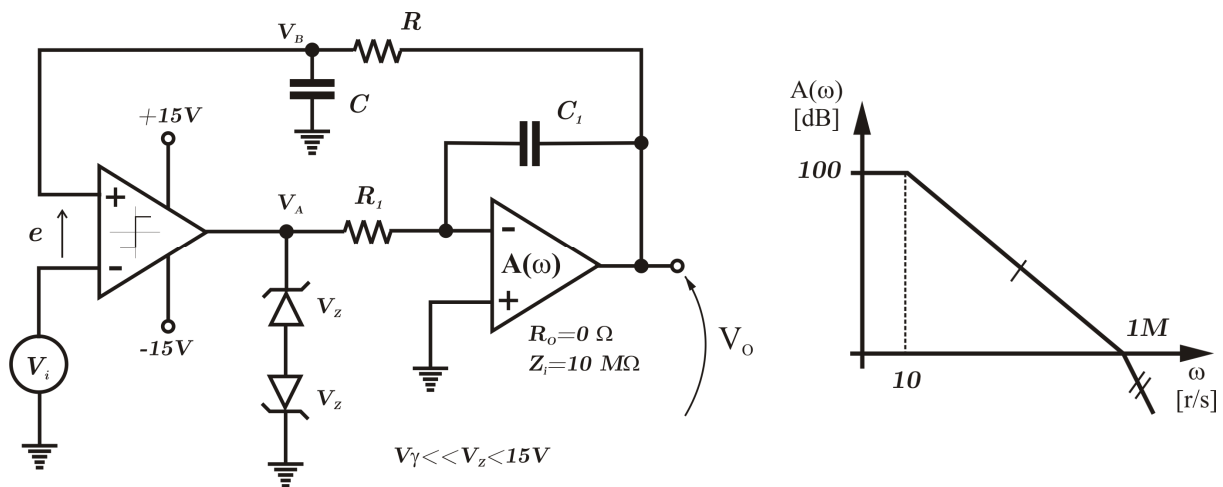 V_B
R
C
C_1
+15V
V_A
R_1
+
-
e
-
A(ω)
+
V_i
-15V
V_Z
V_Z
R_O=0 Ω
Z_i=10 MΩ
V_O
Vγ<<V_Z<15V
A(ω)
[dB]
100
10
1M
ω
[r/s]